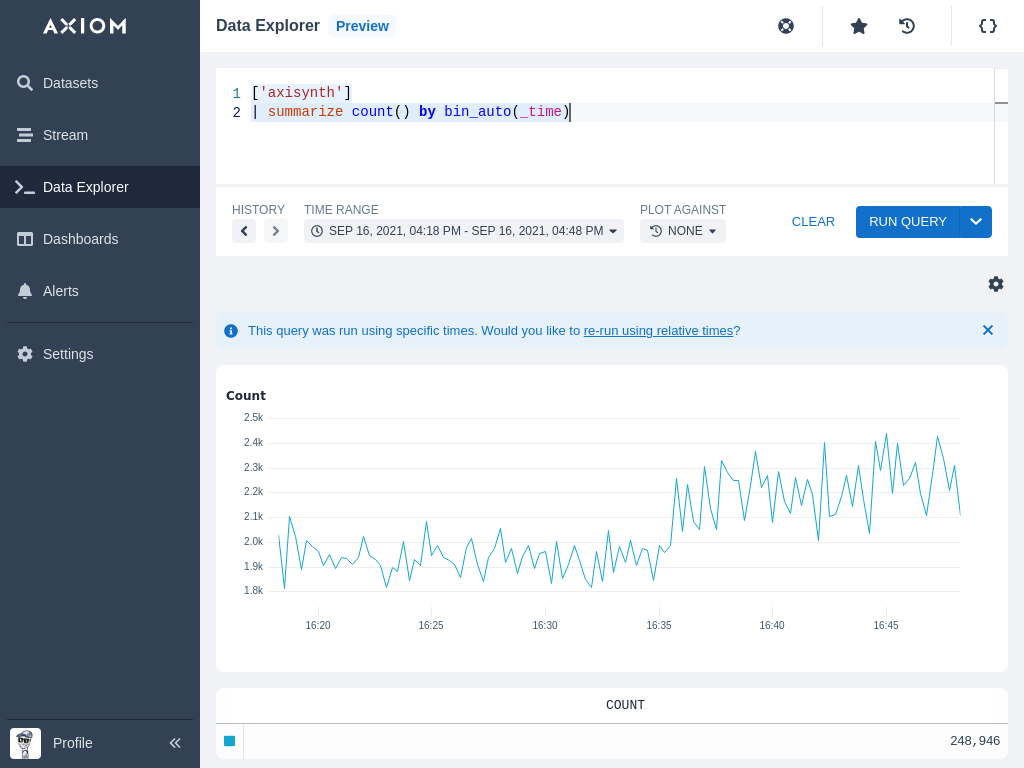 AXIOM
Datasets
Stream
Data Explorer
Dashboards
Alerts
Settings
Profile
Data Explorer Preview
1 ['axisynth']
2 | summarize count() by bin_auto(_time)
HISTORY TIME RANGE PLOT AGAINST
SEP 16, 2021, 04:18 PM - SEP 16, 2021, 04:48 PM NONE CLEAR RUN QUERY
This query was run using specific times. Would you like to re-run using relative times?
Count
2.5k
2.4k
2.3k
2.2k
2.1k
2.0k
1.9k
1.8k
16:20 16:25 16:30 16:35 16:40 16:45
COUNT
248,946